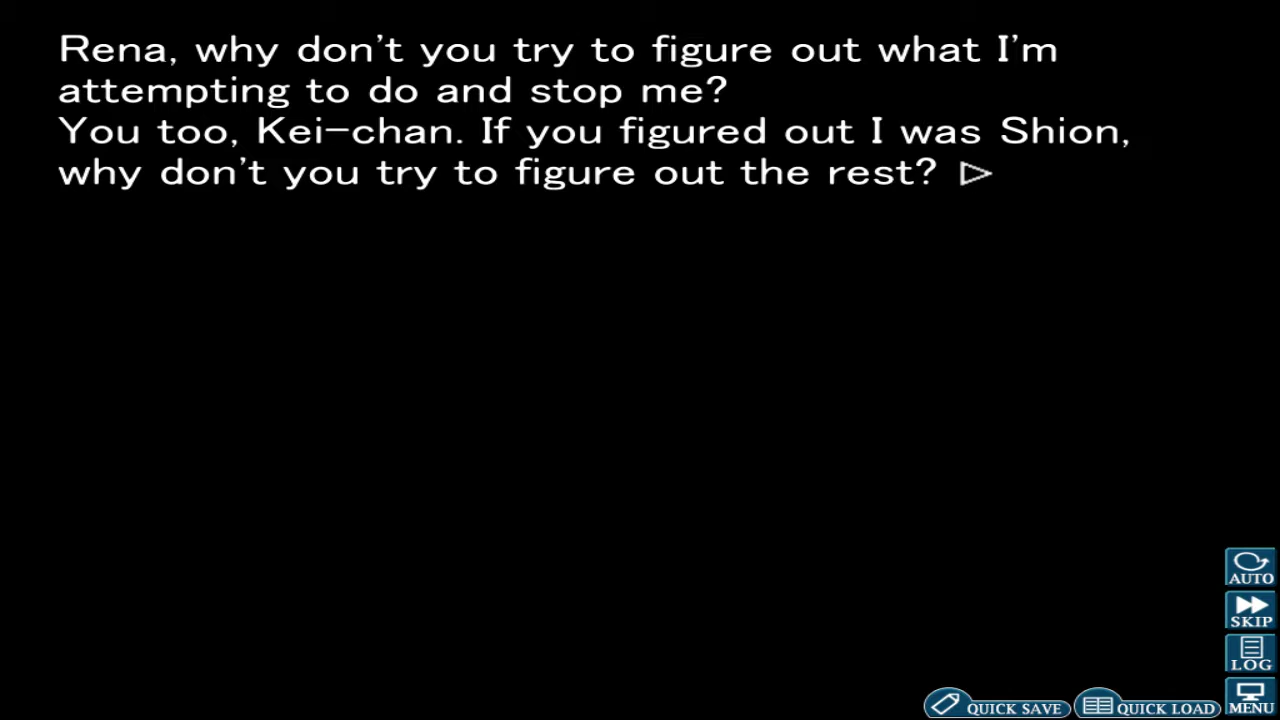 Rena, why don't you try to figure out what I'm
attempting to do and stop me?
You too, Kei-chan. If you figured out I was Shion,
why don't you try to figure out the rest?
AUTO
SKIP
LOG
MENU
QUICK SAVE
QUICK LOAD